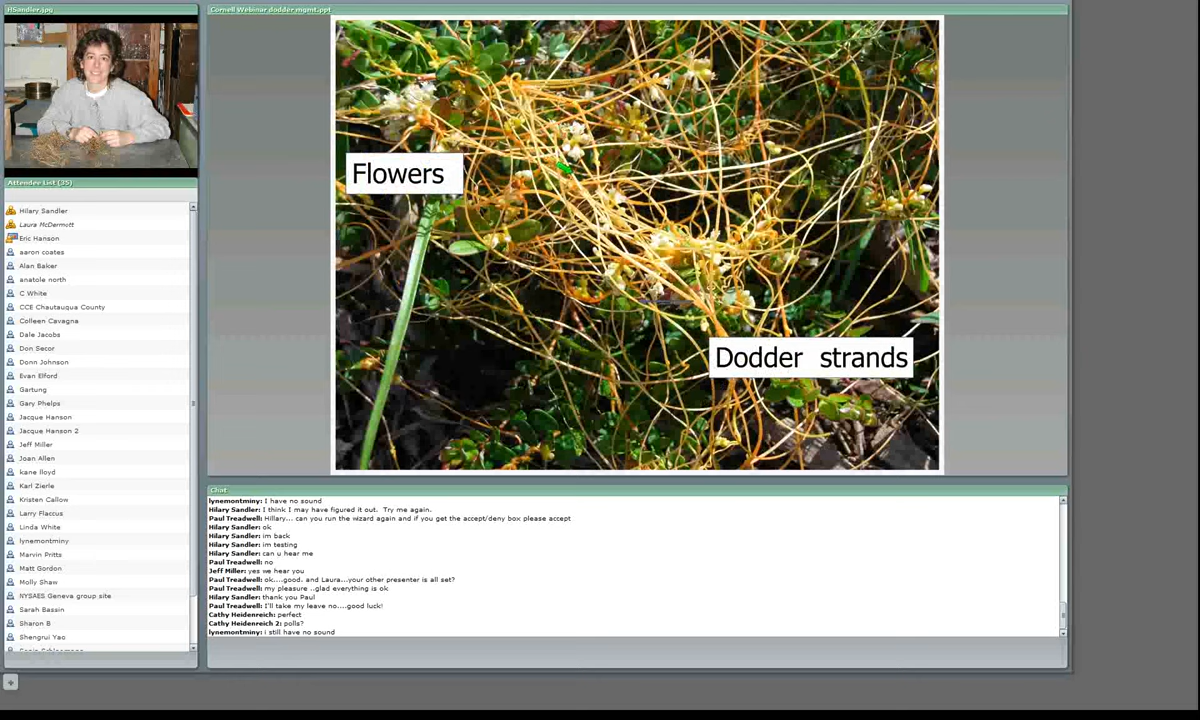 HSandler.jpg
Cornell Webinar dodder mgmt.ppt
Flowers
Dodder strands
Attendee List (35)
Hilary Sandler
Laura McDermott
Eric Hanson
aaron coates
Alan Baker
anatole north
C White
CCE Chautauqua County
Colleen Cavagna
Dale Jacobs
Don Secor
Donn Johnson
Evan Elford
Gartung
Gary Phelps
Jacque Hanson
Jacque Hanson 2
Jeff Miller
Joan Allen
kane lloyd
Karl Zierle
Kristen Callow
Larry Flaccus
Linda White
lynemontminy
Marvin Pritts
Matt Gordon
Molly Shaw
NYSAES Geneva group site
Sarah Bassin
Sharon B
Shengrui Yao
Chat
lynemontminy: I have no sound
Hilary Sandler: I think I may have figured it out. Try me again.
Paul Treadwell: Hillary... can you run the wizard again and if you get the accept/deny box please accept
Hilary Sandler: ok
Hilary Sandler: im back
Hilary Sandler: im testing
Hilary Sandler: can u hear me
Paul Treadwell: no
Jeff Miller: yes we hear you
Paul Treadwell: ok....good. and Laura...your other presenter is all set?
Paul Treadwell: my pleasure ..glad everything is ok
Hilary Sandler: thank you Paul
Paul Treadwell: I'll take my leave no....good luck!
Cathy Heidenreich: perfect
Cathy Heidenreich 2: polls?
lynemontminy: i still have no sound